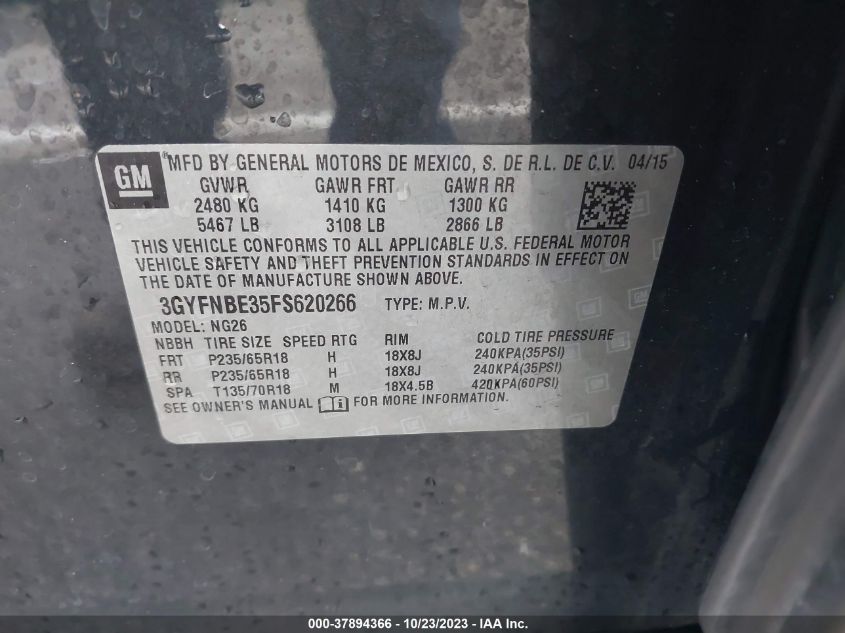 GM
MFD BY GENERAL MOTORS DE MEXICO, S. DE R.L. DE C.V. 04/15
GVWR GAWR FRT GAWR RR
2480 KG 1410 KG 1300 KG
5467 LB 3108 LB 2866 LB
THIS VEHICLE CONFORMS TO ALL APPLICABLE U.S. FEDERAL MOTOR
VEHICLE SAFETY AND THEFT PREVENTION STANDARDS IN EFFECT ON
THE DATE OF MANUFACTURE SHOWN ABOVE.
3GYFNBE35FS620266 TYPE: M.P.V.
MODEL: NG26
NBBH TIRE SIZE SPEED RTG RIM COLD TIRE PRESSURE
FRT P235/65R18 H 18X8J 240KPA(35PSI)
RR P235/65R18 H 18X8J 240KPA(35PSI)
SPA T135/70R18 M 18X4.5B 420KPA(60PSI)
SEE OWNER'S MANUAL i FOR MORE INFORMATION.
000-37894366 - 10/23/2023 - IAA Inc.